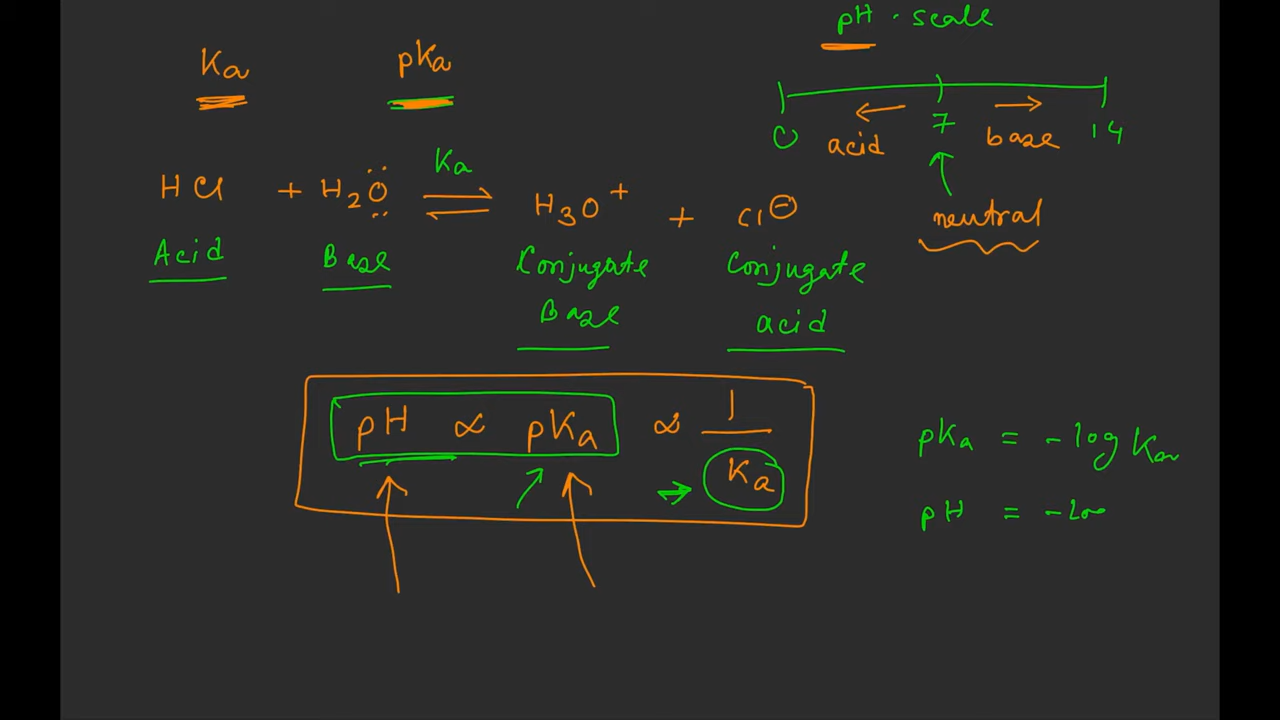 pH · scale
Ka pKa
0 acid 7 base 14
neutral
HCl + H₂O ⇌ H₃O⁺ + Cl⊖
Ka
Acid Base Conjugate Base Conjugate acid
pH ∝ pKa ∝ 1/Ka
pKa = -log Ka
pH = -lo